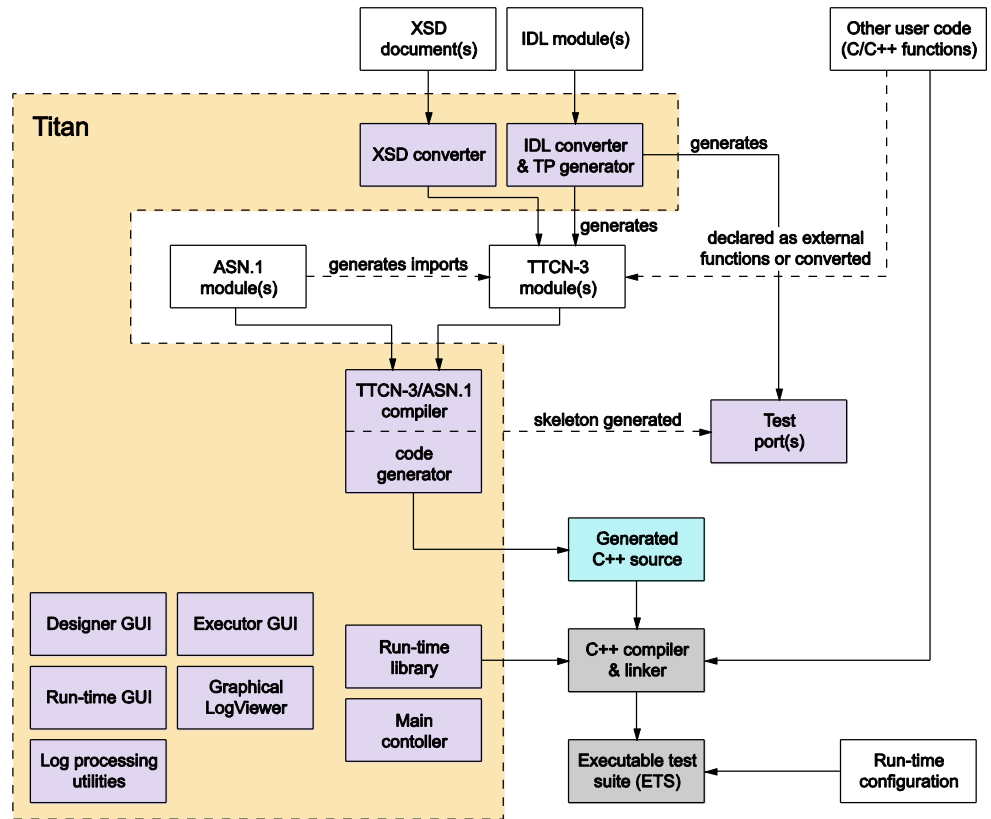 XSD
document(s)
IDL module(s)
Other user code
(C/C++ functions)
Titan
XSD converter
IDL converter
& TP generator
generates
generates
declared as external
functions or converted
ASN.1
module(s)
generates imports
TTCN-3
module(s)
TTCN-3/ASN.1
compiler
code
generator
skeleton generated
Test
port(s)
Generated
C++ source
Designer GUI
Executor GUI
Run-time
library
C++ compiler
& linker
Run-time GUI
Graphical
LogViewer
Main
contoller
Log processing
utilities
Executable test
suite (ETS)
Run-time
configuration